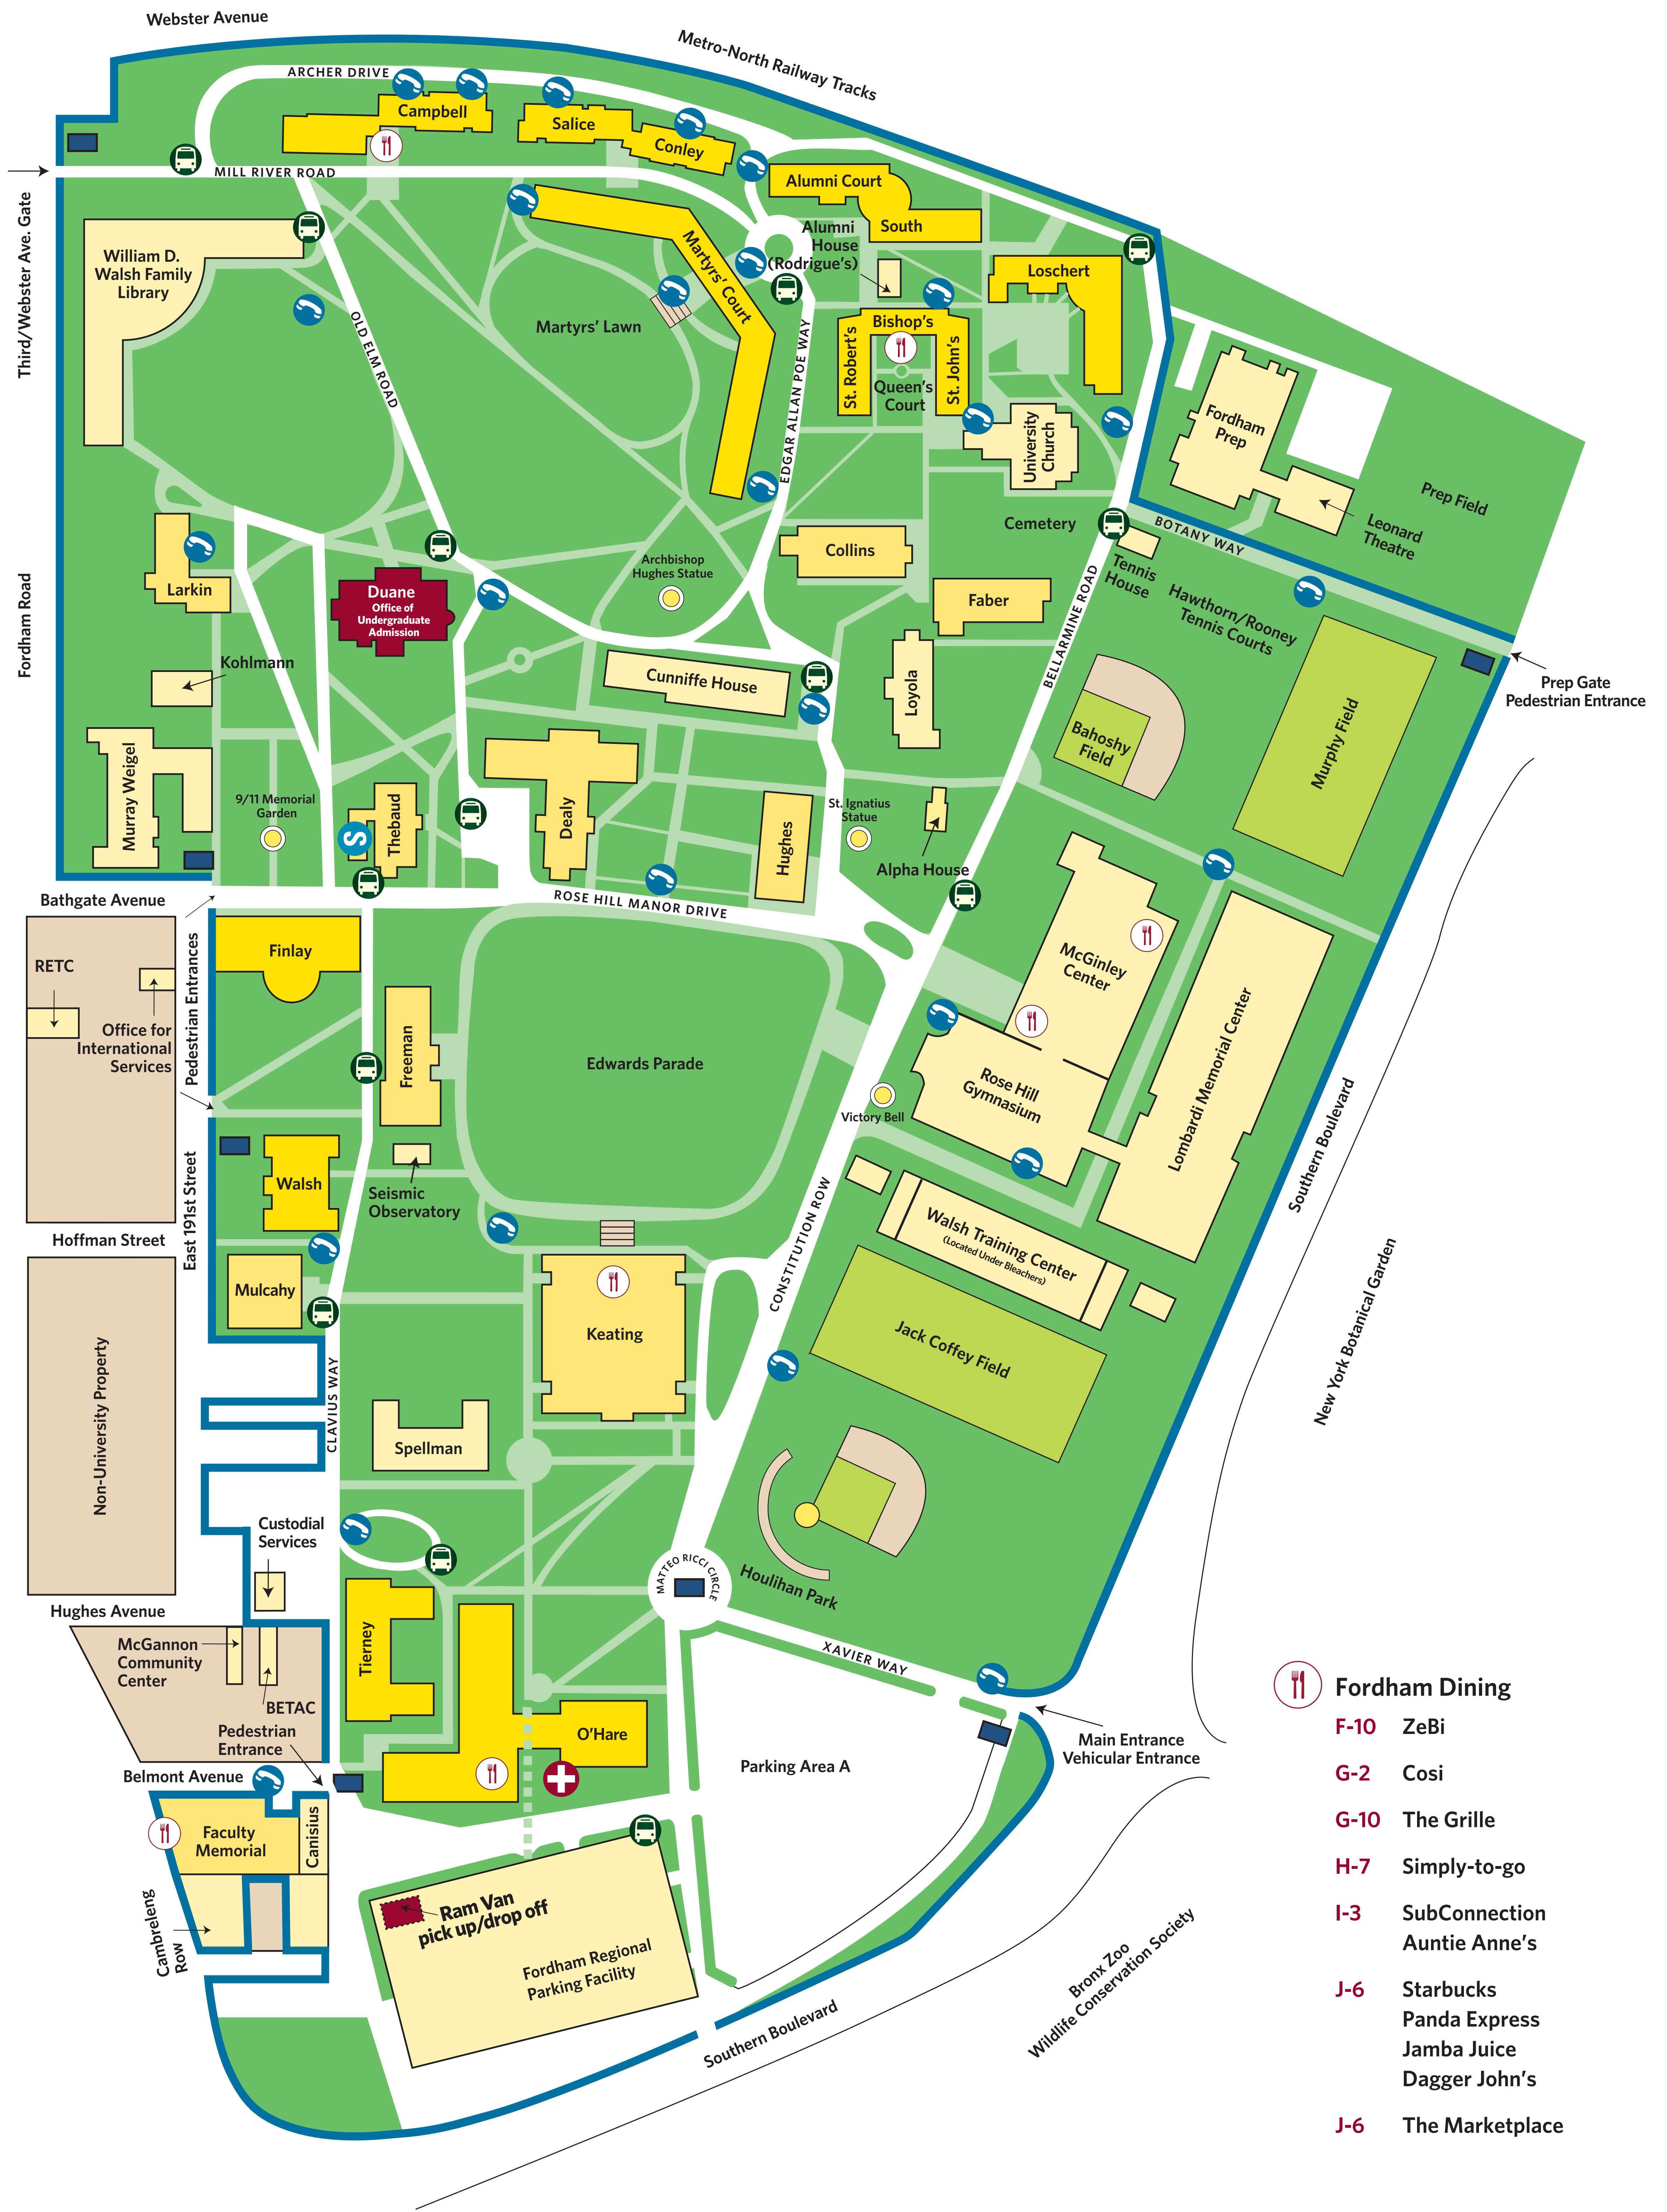 Webster Avenue
Metro-North Railway Tracks
ARCHER DRIVE
Campbell
Salice
Conley
MILL RIVER ROAD
Alumni Court
South
Third/Webster Ave. Gate
William D.
Walsh Family
Library
Alumni
House
(Rodrigue's)
Martyrs' Court
Loschert
Martyrs' Lawn
OLD ELM ROAD
EDGAR ALLAN POE WAY
Bishop's
St. Robert's
St. John's
Queen's
Court
University
Church
Fordham
Prep
Prep Field
Leonard
Theatre
Cemetery
BOTANY WAY
Tennis
House
Hawthorn/Rooney
Tennis Courts
Collins
Archbishop
Hughes Statue
Larkin
Duane
Office of
Undergraduate
Admission
Faber
Fordham Road
BELLARMINE ROAD
Kohlmann
Cunniffe House
Loyola
Prep Gate
Pedestrian Entrance
Bahoshy
Field
Murphy Field
Murray Weigel
9/11 Memorial
Garden
S
Thebaud
Dealy
Hughes
St. Ignatius
Statue
Alpha House
Bathgate Avenue
ROSE HILL MANOR DRIVE
Pedestrian Entrances
RETC
Office for
International
Services
Finlay
Freeman
Edwards Parade
McGinley
Center
Rose Hill
Gymnasium
Lombardi Memorial Center
Victory Bell
Southern Boulevard
East 191st Street
Walsh
Seismic
Observatory
Walsh Training Center
(Located Under Bleachers)
CONSTITUTION ROW
Hoffman Street
Mulcahy
Keating
Jack Coffey Field
New York Botanical Garden
Non-University Property
CLAVIUS WAY
Spellman
Custodial
Services
MATTEO RICCI CIRCLE
Houlihan Park
Hughes Avenue
McGannon
Community
Center
BETAC
Tierney
XAVIER WAY
Pedestrian
Entrance
O'Hare
Main Entrance
Vehicular Entrance
Parking Area A
Belmont Avenue
Faculty
Memorial
Canisius
Cambreleng
Row
Ram Van
pick up/drop off
Fordham Regional
Parking Facility
Southern Boulevard
Bronx Zoo
Wildlife Conservation Society
Fordham Dining
F-10 ZeBi
G-2 Cosi
G-10 The Grille
H-7 Simply-to-go
I-3 SubConnection
Auntie Anne's
J-6 Starbucks
Panda Express
Jamba Juice
Dagger John's
J-6 The Marketplace